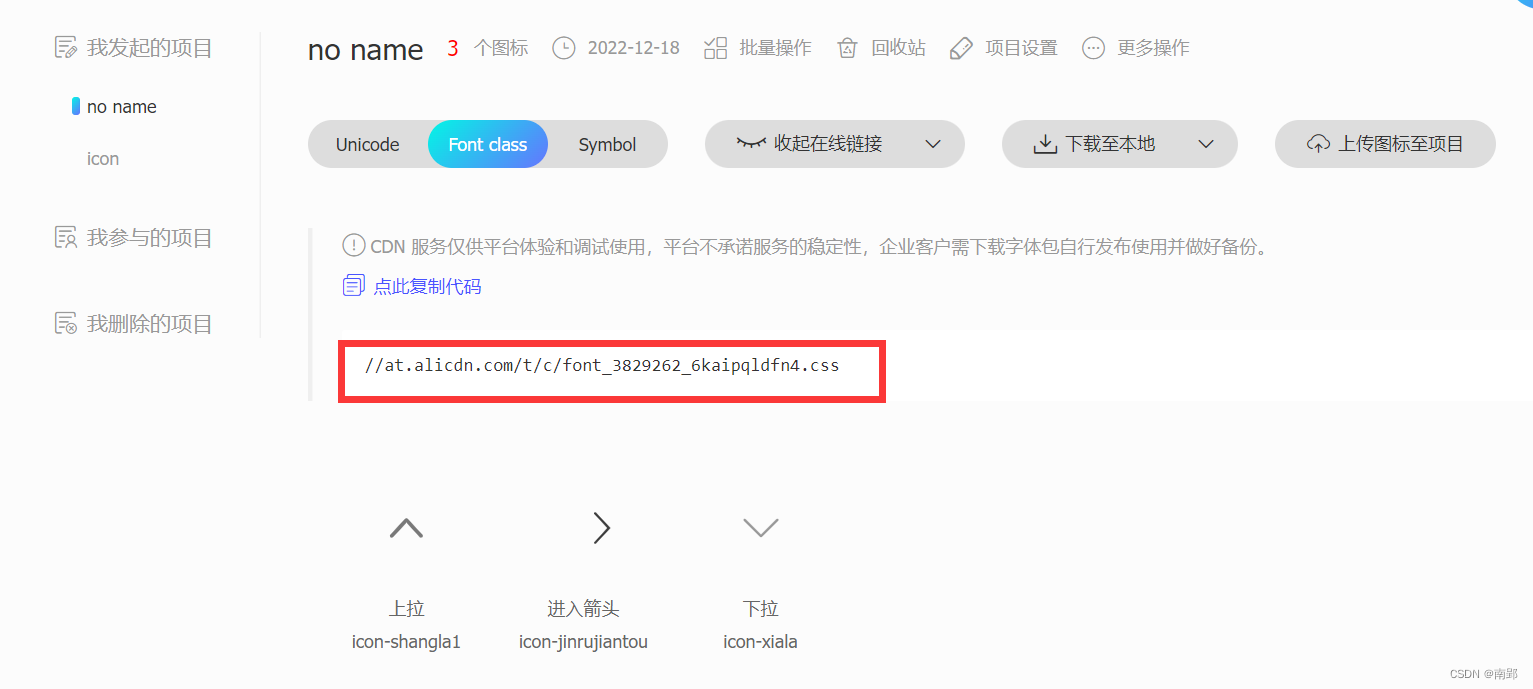 我发起的项目
no name
icon
我参与的项目
我删除的项目
no name 3 个图标 2022-12-18 批量操作 回收站 项目设置 更多操作
Unicode Font class Symbol 收起在线链接 下载至本地 上传图标至项目
CDN 服务仅供平台体验和调试使用，平台不承诺服务的稳定性，企业客户需下载字体包自行发布使用并做好备份。
点此复制代码
//at.alicdn.com/t/c/font_3829262_6kaipqldfn4.css
上拉 进入箭头 下拉
icon-shangla1 icon-jinrujiantou icon-xiala
CSDN @南郢